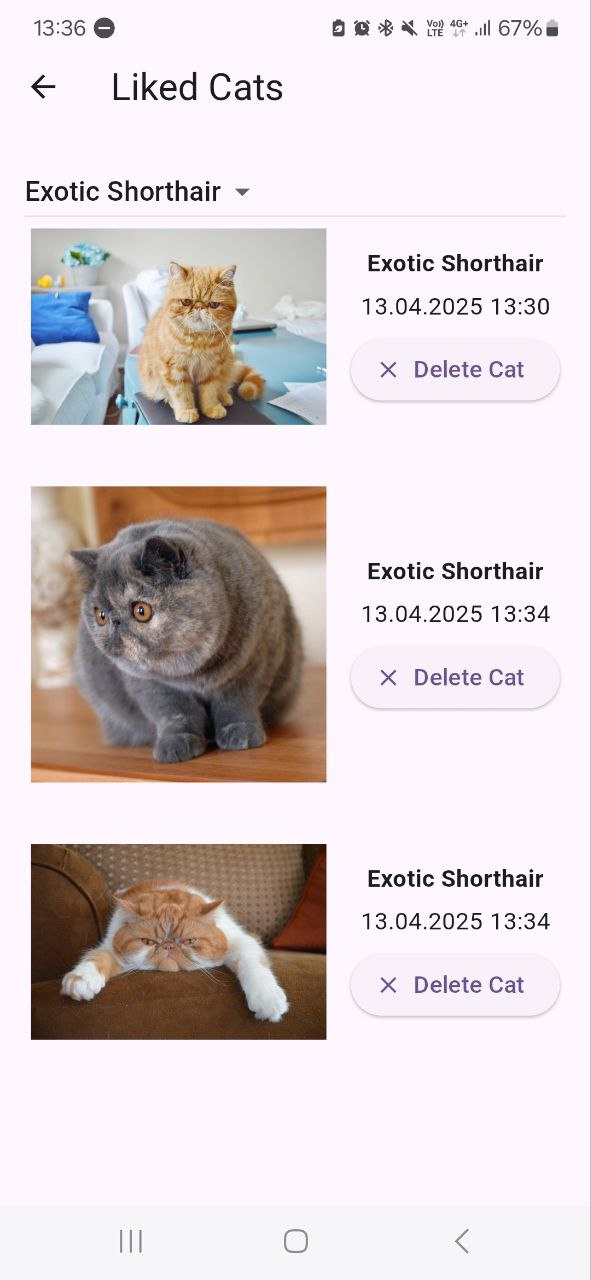 13:36
Vo))
LTE
4G+
67%
Liked Cats
Exotic Shorthair
Exotic Shorthair
13.04.2025 13:30
Delete Cat
Exotic Shorthair
13.04.2025 13:34
Delete Cat
Exotic Shorthair
13.04.2025 13:34
Delete Cat